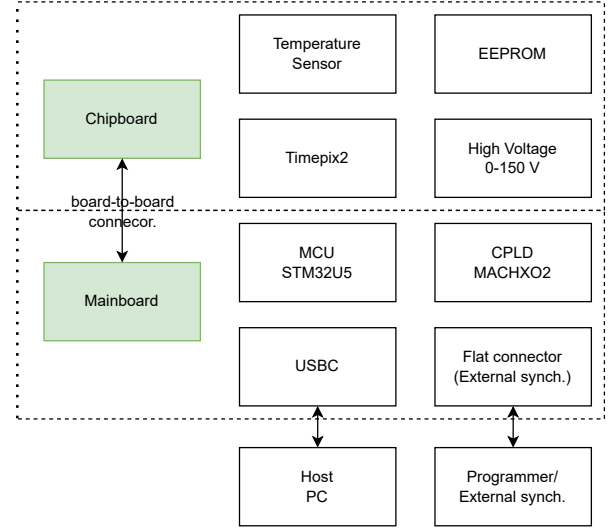 Temperature
Sensor
EEPROM
Chipboard
Timepix2
High Voltage
0-150 V
board-to-board
connecor.
MCU
STM32U5
CPLD
MACHXO2
Mainboard
USBC
Flat connector
(External synch.)
Host
PC
Programmer/
External synch.